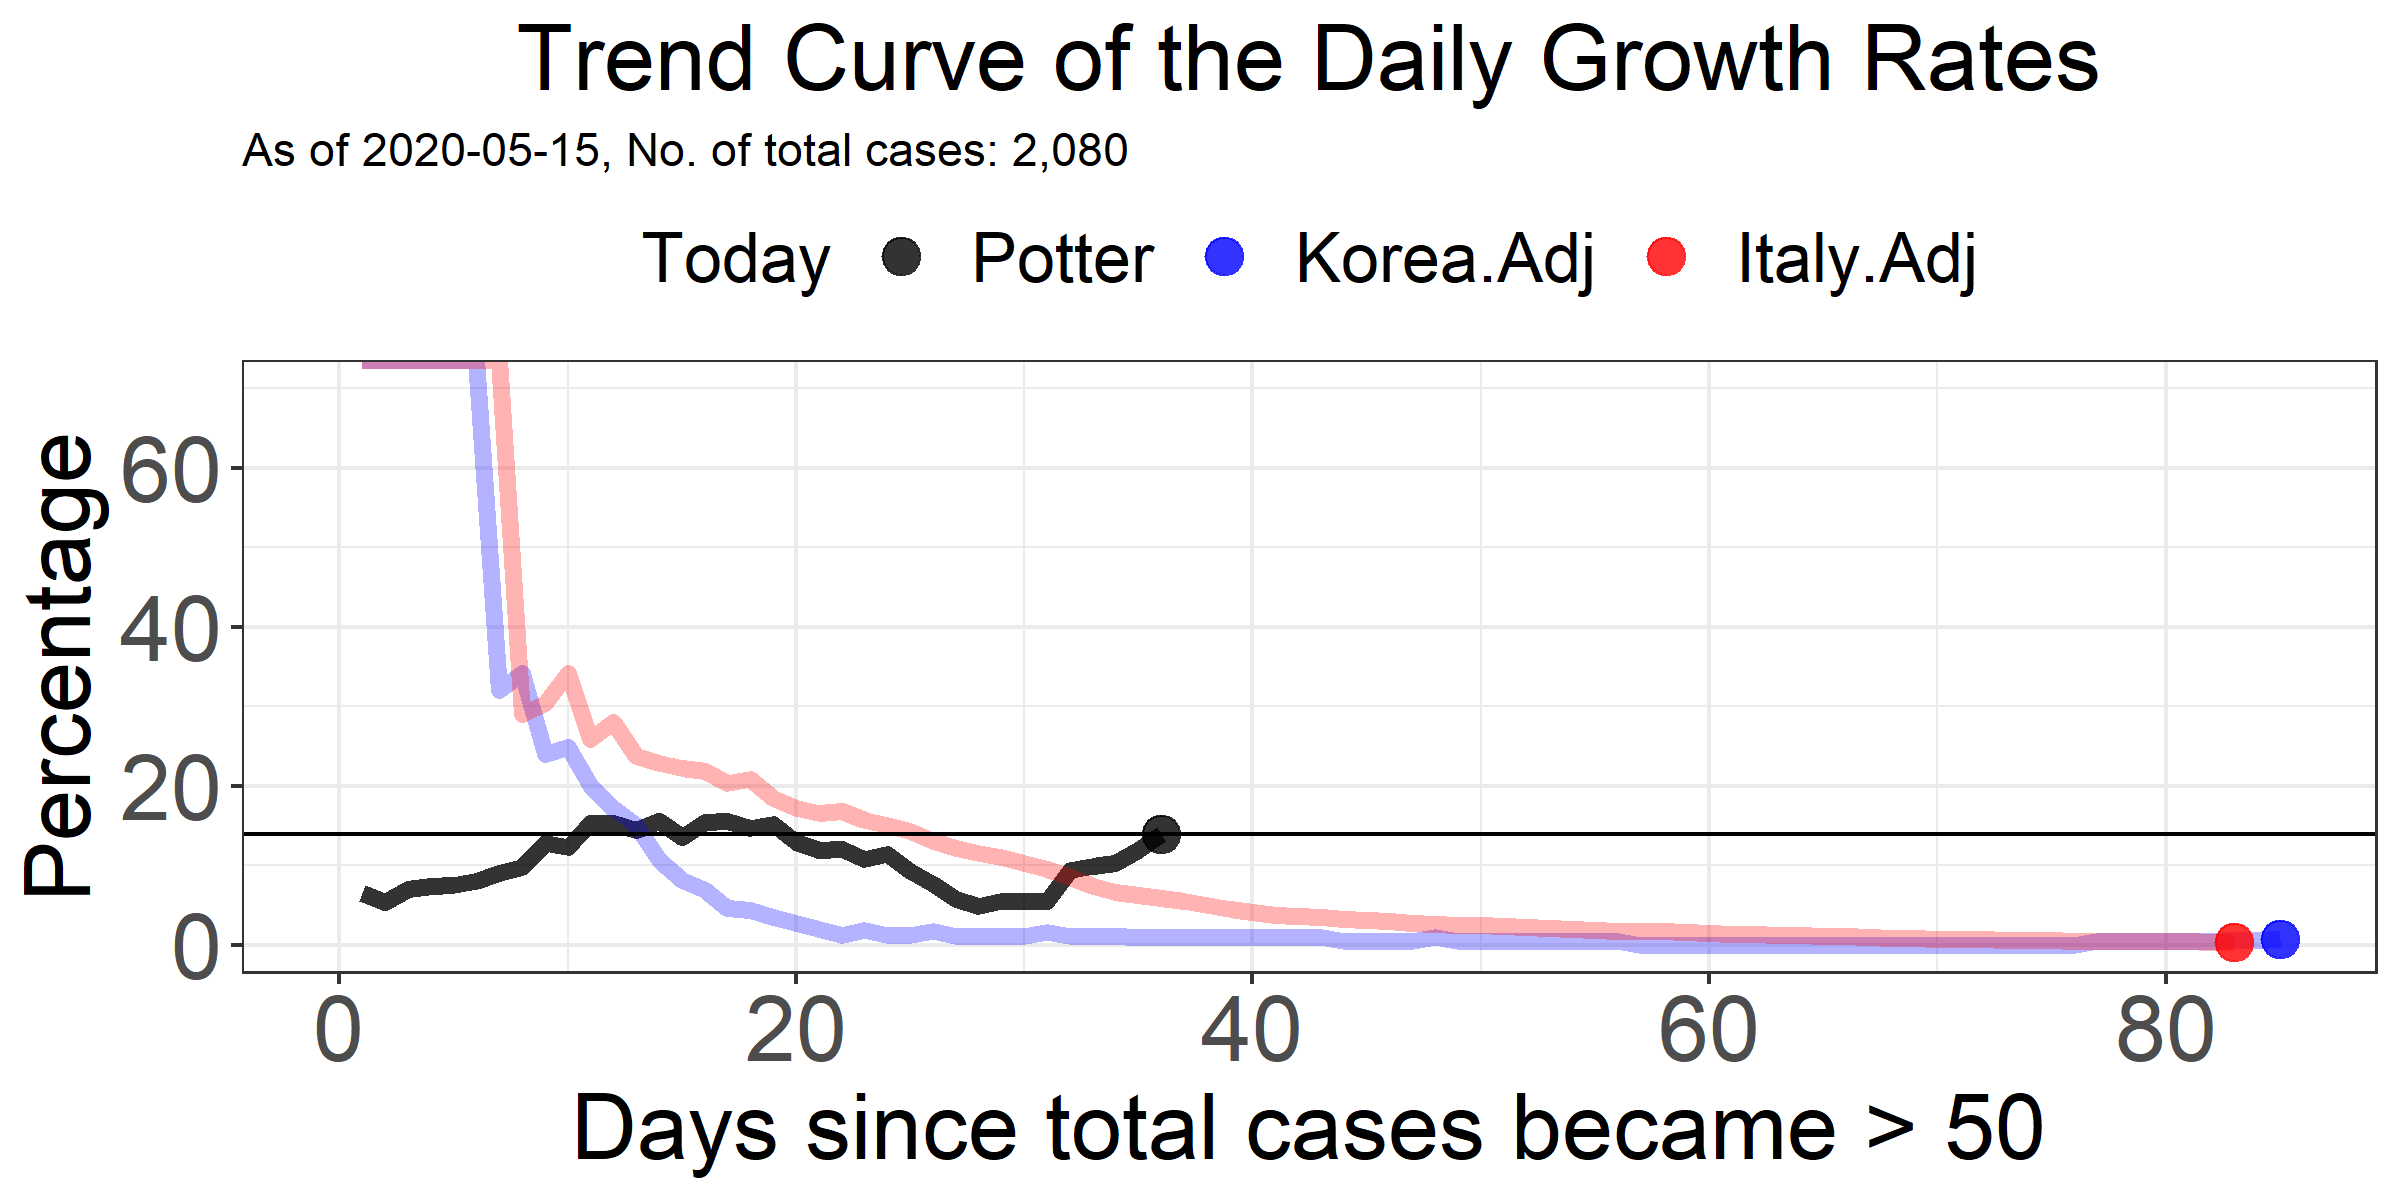 Trend Curve of the Daily Growth Rates
As of 2020-05-15, No. of total cases: 2,080
Today Potter Korea.Adj Italy.Adj
Percentage
60
40
20
0
0 20 40 60 80
Days since total cases became > 50